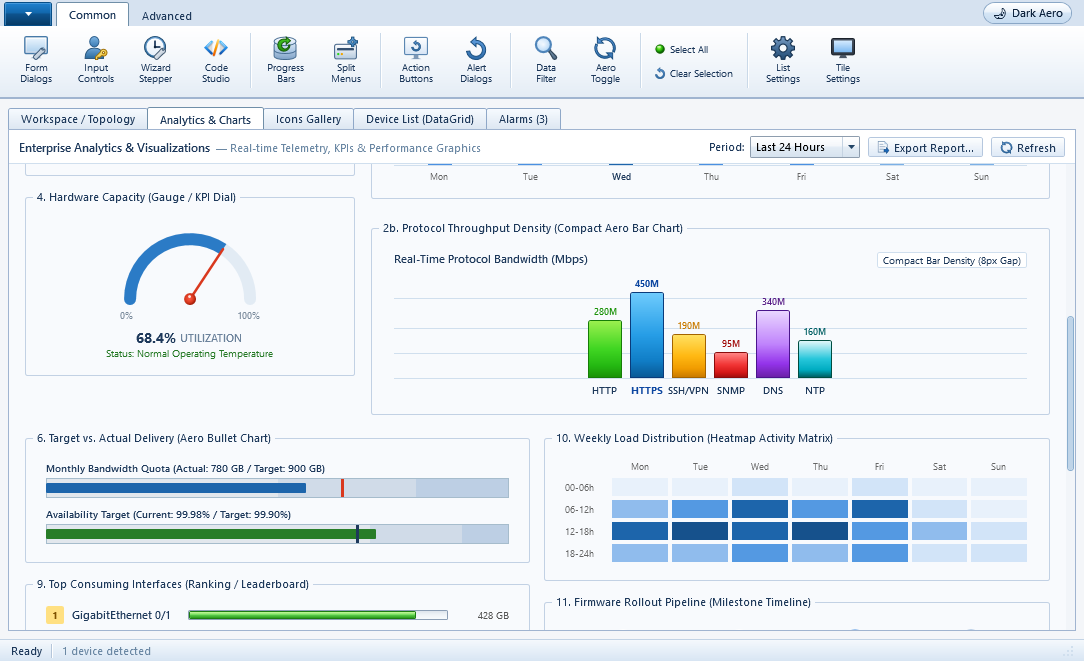 Common
Advanced
Dark Aero
Form Dialogs
Input Controls
Wizard Stepper
Code Studio
Progress Bars
Split Menus
Action Buttons
Alert Dialogs
Data Filter
Aero Toggle
Select All
Clear Selection
List Settings
Tile Settings
Workspace / Topology
Analytics & Charts
Icons Gallery
Device List (DataGrid)
Alarms (3)
Enterprise Analytics & Visualizations — Real-time Telemetry, KPIs & Performance Graphics
Period: Last 24 Hours
Export Report...
Refresh
Mon Tue Wed Thu Fri Sat Sun
4. Hardware Capacity (Gauge / KPI Dial)
0% 100%
68.4% UTILIZATION
Status: Normal Operating Temperature
2b. Protocol Throughput Density (Compact Aero Bar Chart)
Real-Time Protocol Bandwidth (Mbps)
Compact Bar Density (8px Gap)
280M 450M 190M 95M 340M 160M
HTTP HTTPS SSH/VPN SNMP DNS NTP
6. Target vs. Actual Delivery (Aero Bullet Chart)
Monthly Bandwidth Quota (Actual: 780 GB / Target: 900 GB)
Availability Target (Current: 99.98% / Target: 99.90%)
10. Weekly Load Distribution (Heatmap Activity Matrix)
Mon Tue Wed Thu Fri Sat Sun
00-06h
06-12h
12-18h
18-24h
9. Top Consuming Interfaces (Ranking / Leaderboard)
1 GigabitEthernet 0/1 428 GB
11. Firmware Rollout Pipeline (Milestone Timeline)
Ready
1 device detected